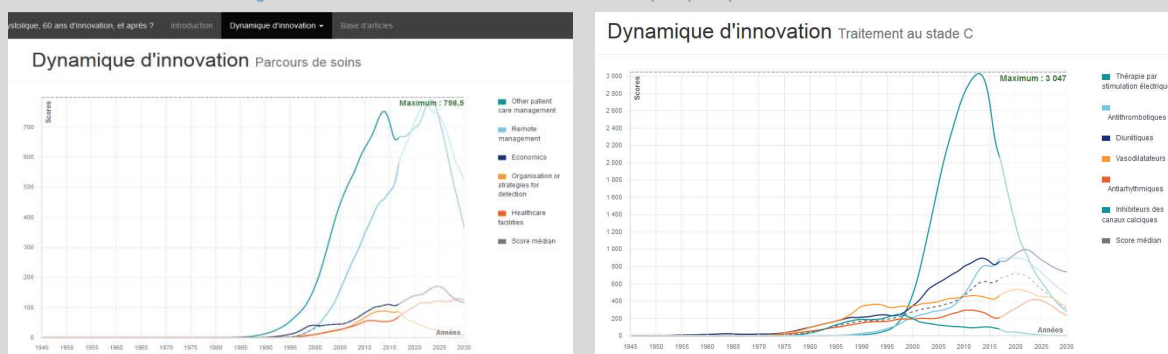 ystolique, 60 ans d'innovation, et après ? Introduction Dynamique d'innovation Base d'articles
Dynamique d'innovation Parcours de soins
Scores
Maximum : 798,5
700
600
500
400
300
200
100
0
1945 1950 1955 1960 1965 1970 1975 1980 1985 1990 1995 2000 2005 2010 2015 2020 2025 2030
Années
Other patient
care management
Remote
management
Economics
Organisation or
strategies for
detection
Healthcare
facilities
Score médian
Dynamique d'innovation Traitement au stade C
Scores
Maximum : 3 047
3 000
2 800
2 600
2 400
2 200
2 000
1 800
1 600
1 400
1 200
1 000
800
600
400
200
0
1945 1950 1955 1960 1965 1970 1975 1980 1985 1990 1995 2000 2005 2010 2015 2020 2025 2030
Années
Thérapie par
stimulation électrique
Antithrombotiques
Diurétiques
Vasodilatateurs
Antiarhythmiques
Inhibiteurs des
canaux calciques
Score médian